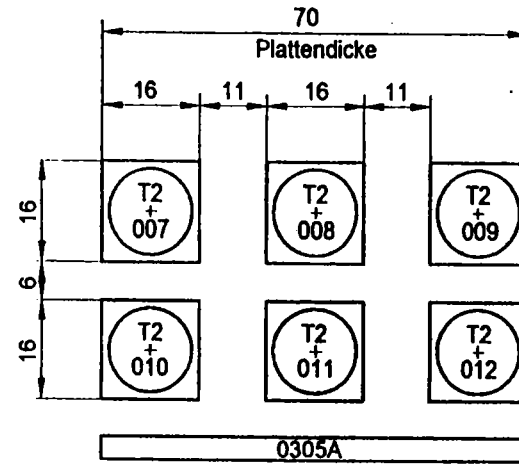 70
Plattendicke
16 11 16 11
16
T2 T2 T2
+ + +
007 008 009
6
16
T2 T2 T2
+ + +
010 011 012
0305A